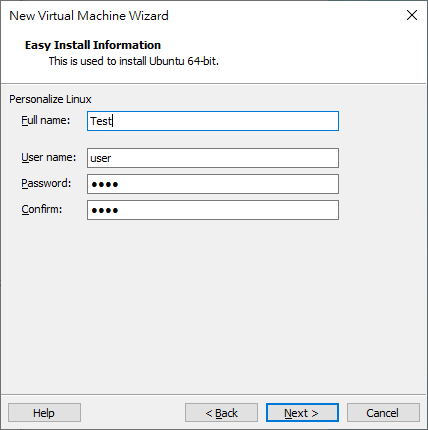 New Virtual Machine Wizard
Easy Install Information
This is used to install Ubuntu 64-bit.
Personalize Linux
Full name: Test
User name: user
Password: ●●●●
Confirm: ●●●●
Help < Back Next > Cancel